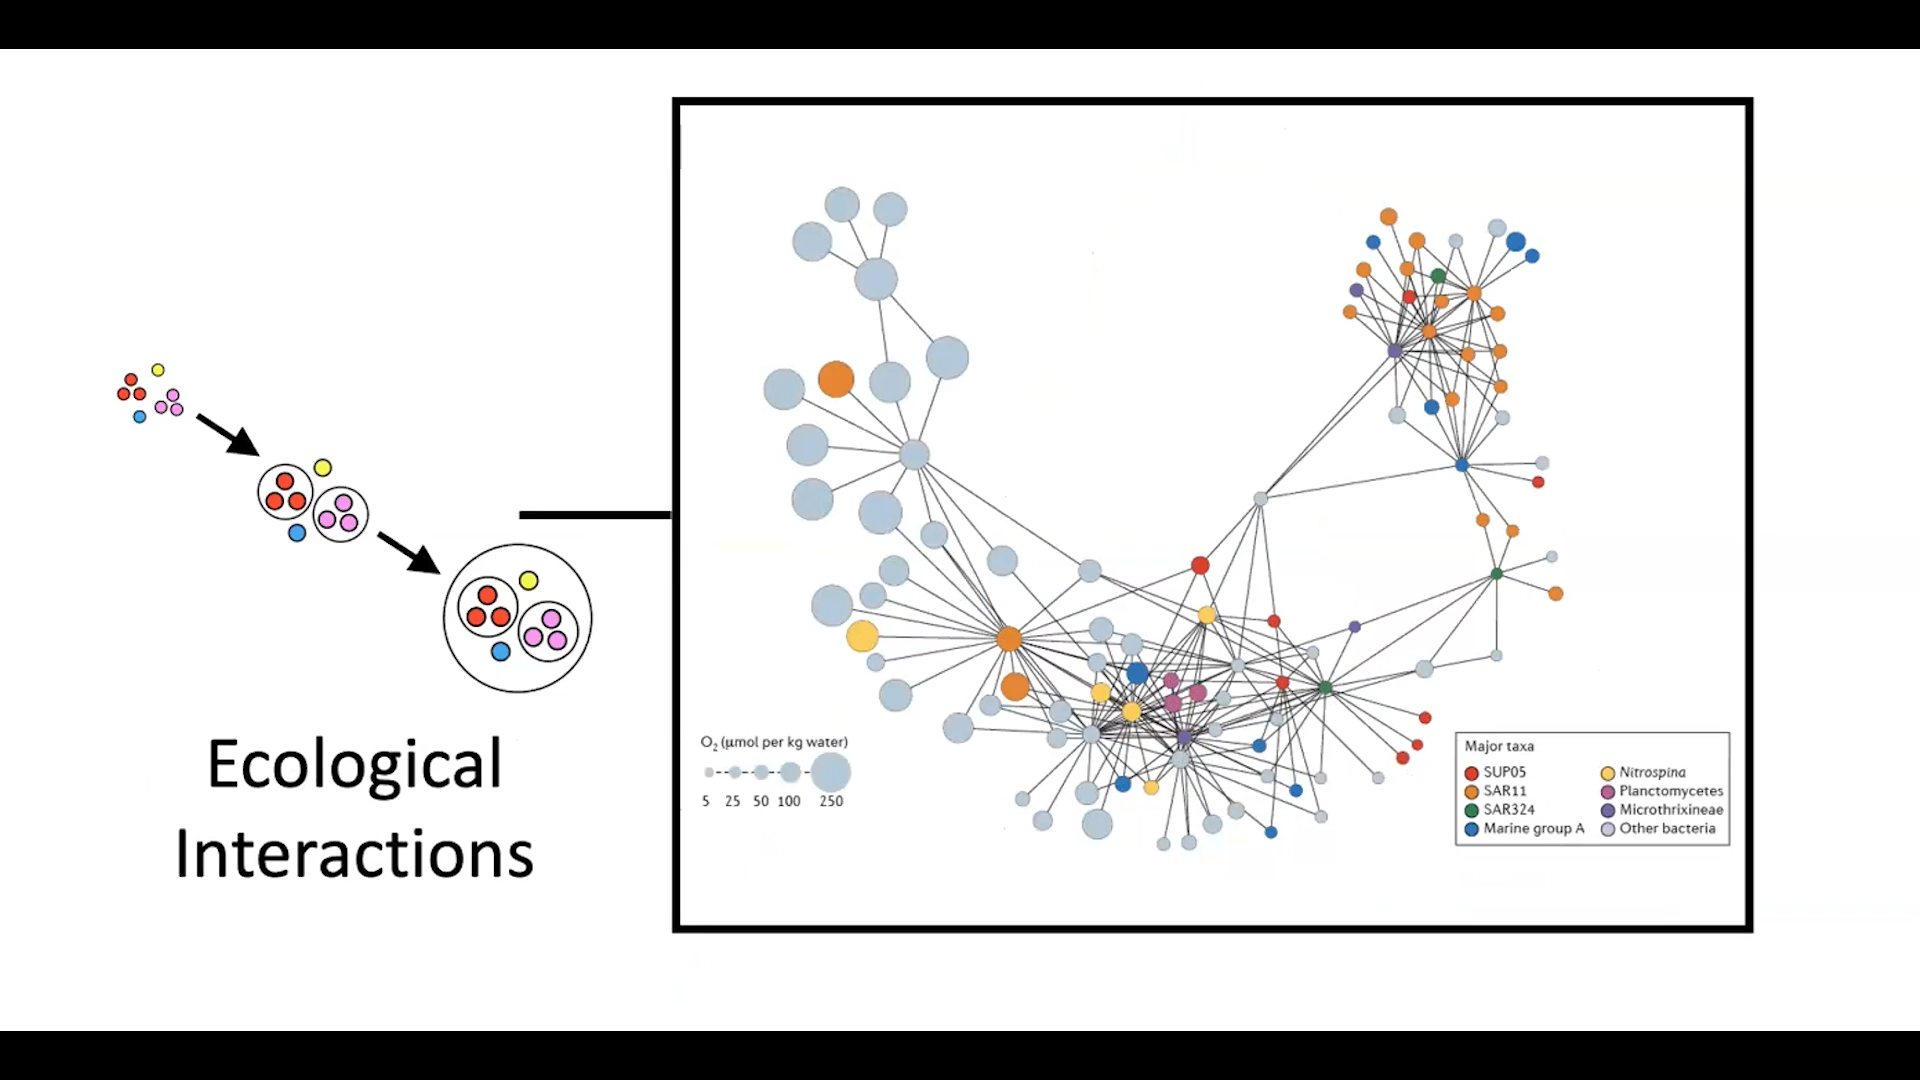 Ecological
Interactions
O2 (µmol per kg water)
5 25 50 100 250
Major taxa
SUP05
SAR11
SAR324
Marine group A
Nitrospina
Planctomycetes
Microthrixineae
Other bacteria